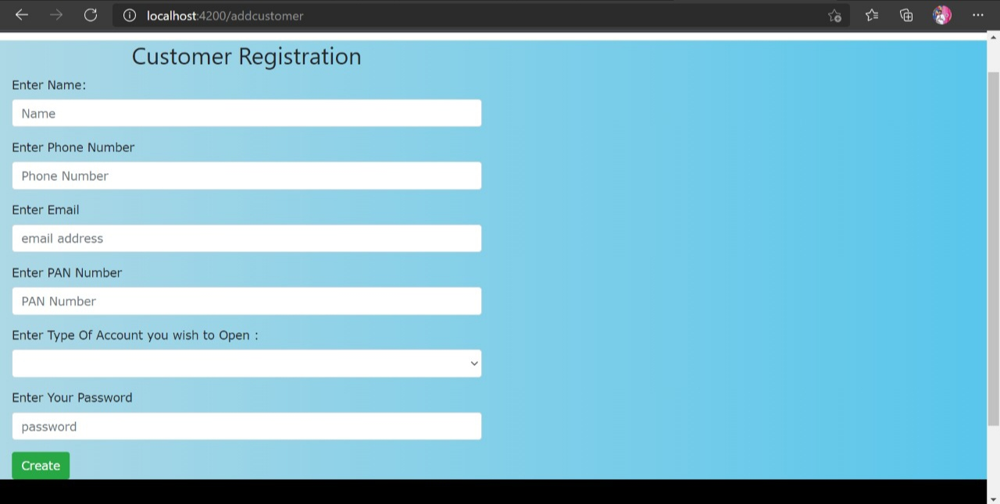 localhost:4200/addcustomer
Customer Registration
Enter Name:
Name
Enter Phone Number
Phone Number
Enter Email
email address
Enter PAN Number
PAN Number
Enter Type Of Account you wish to Open :
Enter Your Password
password
Create